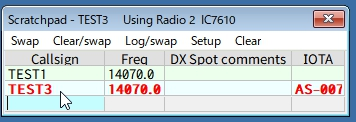 Scratchpad - TEST3 Using Radio 2 IC7610
Swap Clear/swap Log/swap Setup Clear
Callsign Freq DX Spot comments IOTA
TEST1 14070.0
TEST3 14070.0 AS-007